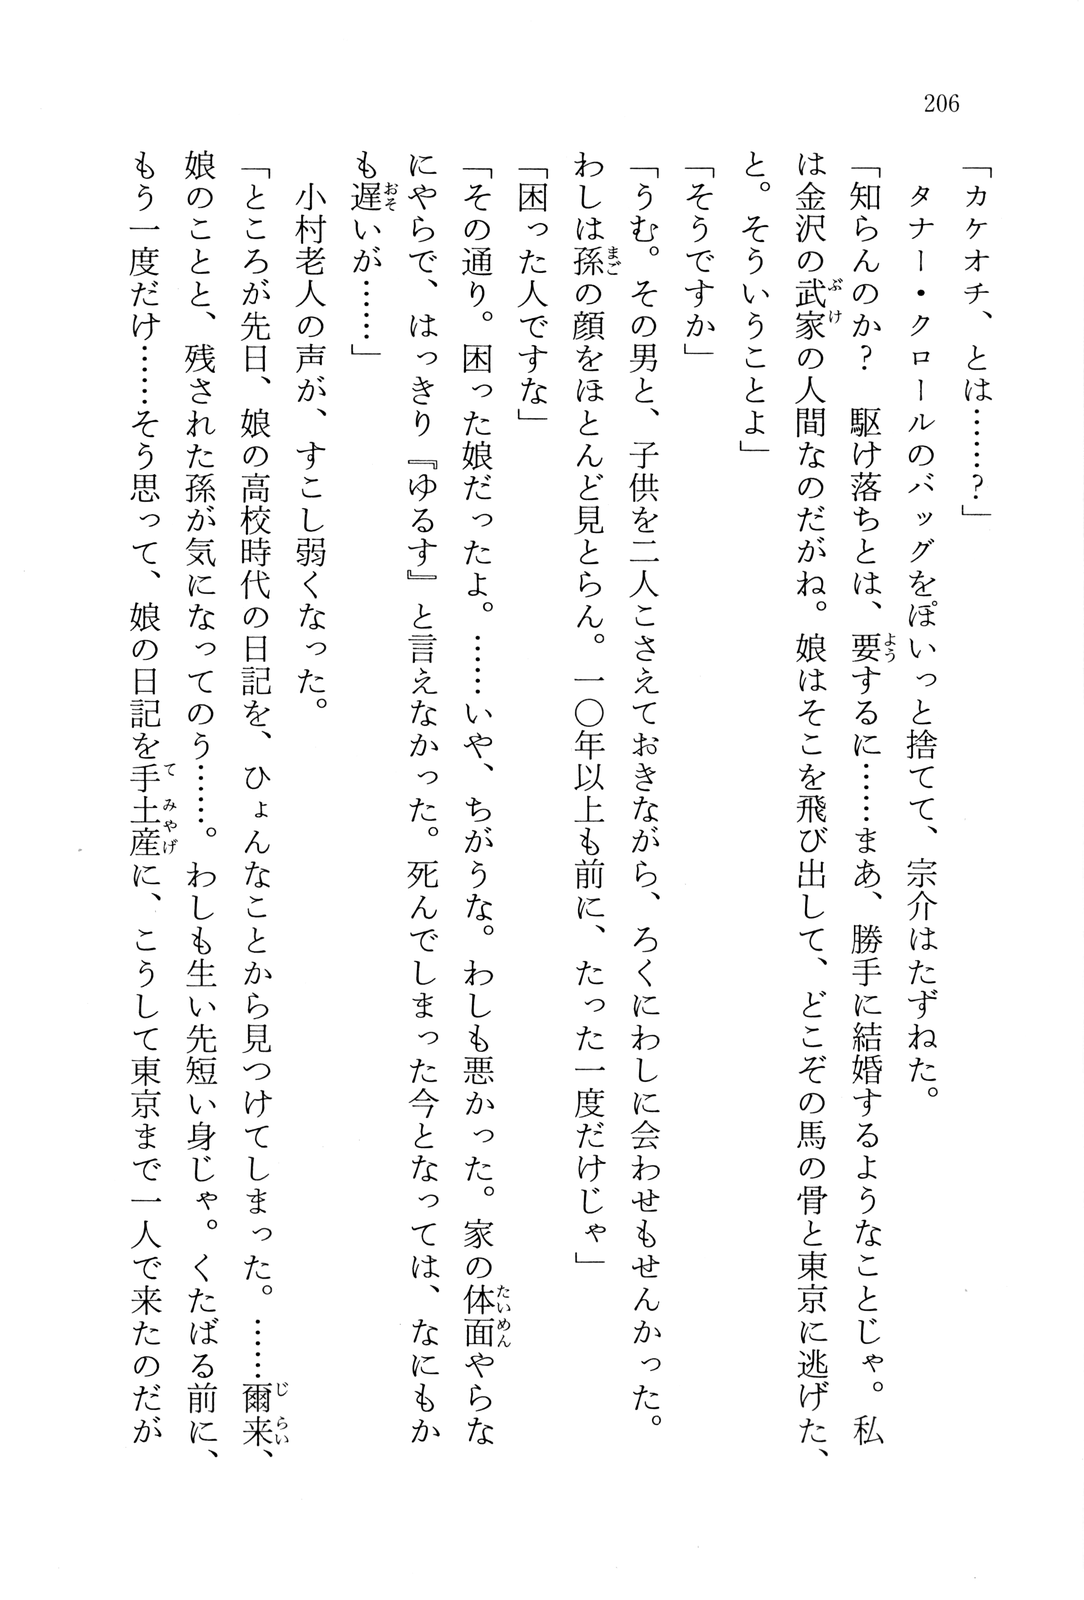 206
「カケオチ、とは……?」
　タナー・クロールのバッグをぽいっと捨てて、宗介はたずねた。
「知らんのか?　駆け落ちとは、要するに……まあ、勝手に結婚するようなことじゃ。私
は金沢の武家の人間なのだがね。娘はそこを飛び出して、どこぞの馬の骨と東京に逃げた、
と。そういうことよ」
「そうですか」
「うむ。その男と、子供を二人こさえておきながら、ろくにわしに会わせもせんかった。
わしは孫の顔をほとんど見とらん。一〇年以上も前に、たった一度だけじゃ」
「困った人ですな」
「その通り。困った娘だったよ。……いや、ちがうな。わしも悪かった。家の体面やらな
にやらで、はっきり『ゆるす』と言えなかった。死んでしまった今となっては、なにもか
も遅いが……」
　小村老人の声が、すこし弱くなった。
「ところが先日、娘の高校時代の日記を、ひょんなことから見つけてしまった。……爾来、
娘のことと、残された孫が気になってのう……。わしも生い先短い身じゃ。くたばる前に、
もう一度だけ……そう思って、娘の日記を手土産に、こうして東京まで一人で来たのだが